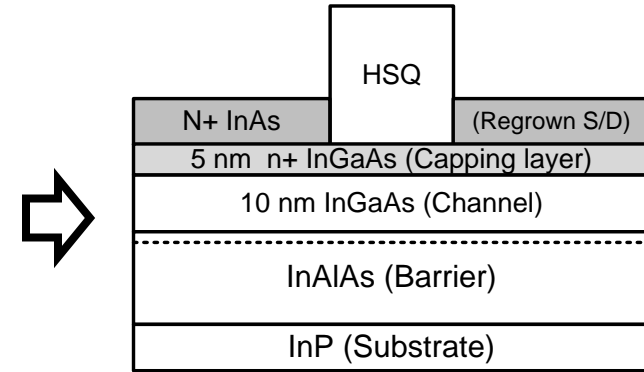 HSQ
N+ InAs
(Regrown S/D)
5 nm  n+ InGaAs (Capping layer)
10 nm InGaAs (Channel)
InAlAs (Barrier)
InP (Substrate)